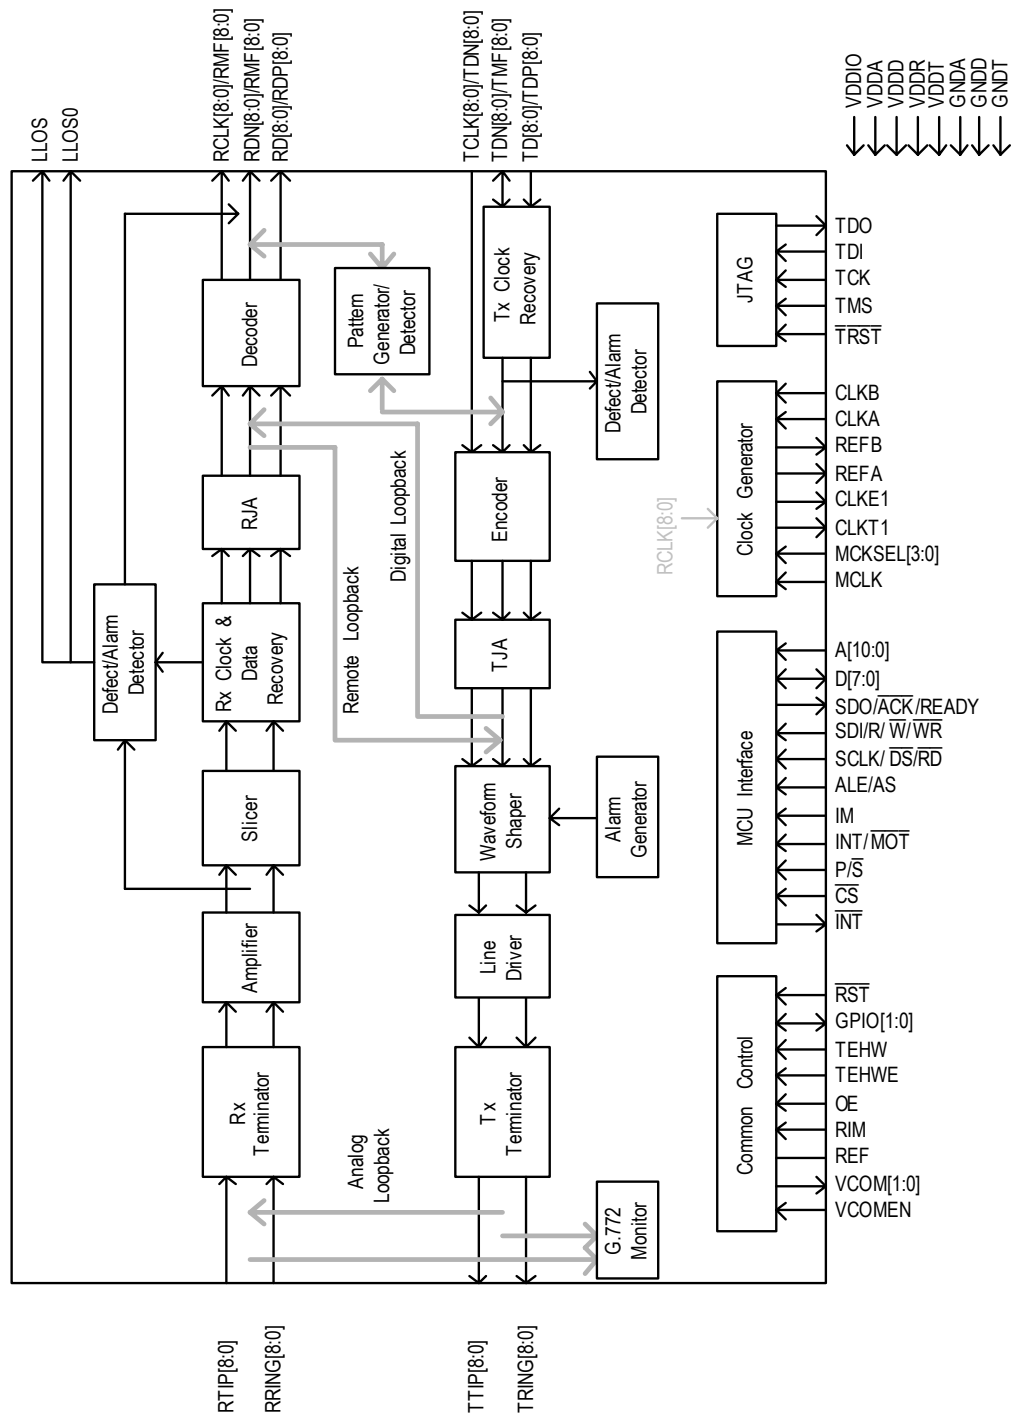 LLOS
LLOS0
RCLK[8:0]/RMF[8:0]
RDN[8:0]/RMF[8:0]
RD[8:0]/RDP[8:0]
TCLK[8:0]/TDN[8:0]
TDN[8:0]/TMF[8:0]
TD[8:0]/TDP[8:0]
VDDIO
VDDA
VDDD
VDDR
VDDT
GNDA
GNDD
GNDT
Decoder
Pattern
Generator/
Detector
Tx Clock
Recovery
Defect/Alarm
Detector
RJA
Digital Loopback
Encoder
Defect/Alarm
Detector
Rx Clock &
Data
Recovery
Remote Loopback
TJA
Slicer
Waveform
Shaper
Alarm
Generator
Amplifier
Line
Driver
Rx
Terminator
Analog
Loopback
Tx
Terminator
G.772
Monitor
RTIP[8:0]
RRING[8:0]
TTIP[8:0]
TRING[8:0]
JTAG
TDO
TDI
TCK
TMS
TRST
RCLK[8:0]
Clock Generator
CLKB
CLKA
REFB
REFA
CLKE1
CLKT1
MCKSEL[3:0]
MCLK
MCU Interface
A[10:0]
D[7:0]
SDO/ACK/READY
SDI/R/ W/WR
SCLK/ DS/RD
ALE/AS
IM
INT/MOT
P/S
CS
INT
Common Control
RST
GPIO[1:0]
TEHW
TEHWE
OE
RIM
REF
VCOM[1:0]
VCOMEN